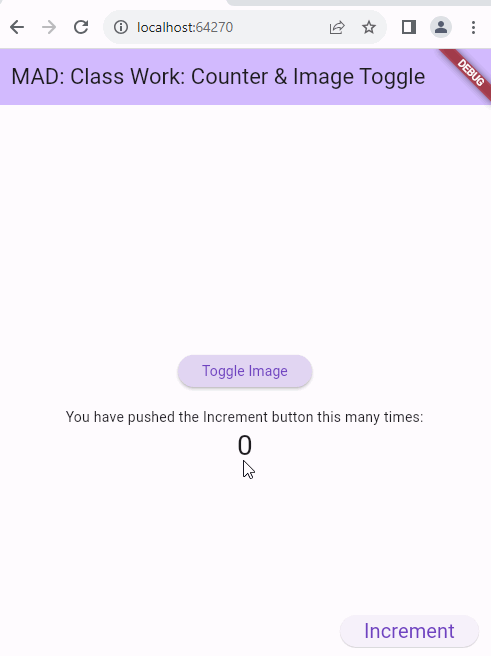 localhost:64270
MAD: Class Work: Counter & Image Toggle
DEBUG
Toggle Image
You have pushed the Increment button this many times:
0
Increment